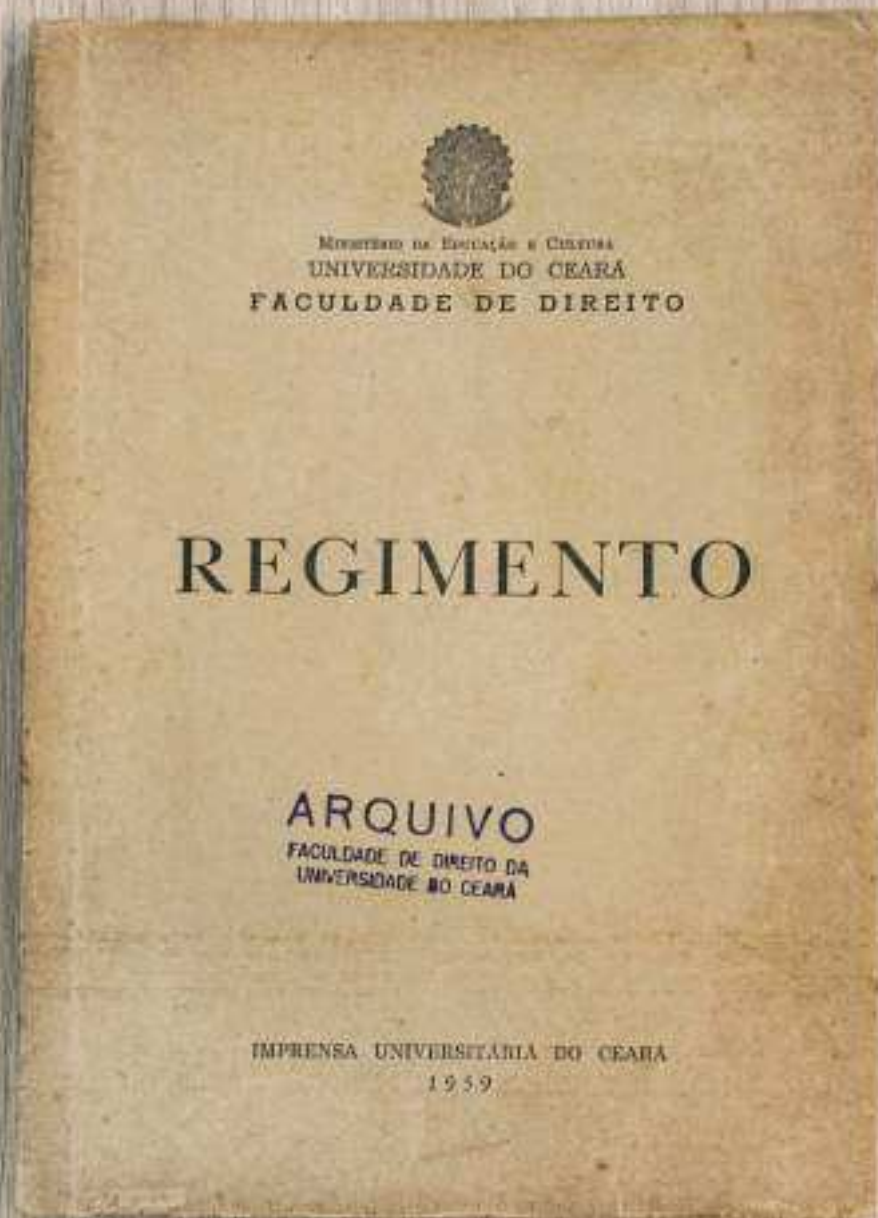 MINISTÉRIO DA EDUCAÇÃO E CULTURA
UNIVERSIDADE DO CEARÁ
FACULDADE DE DIREITO
REGIMENTO
ARQUIVO
FACULDADE DE DIREITO DA
UNIVERSIDADE DO CEARÁ
IMPRENSA UNIVERSITÁRIA DO CEARÁ
1959